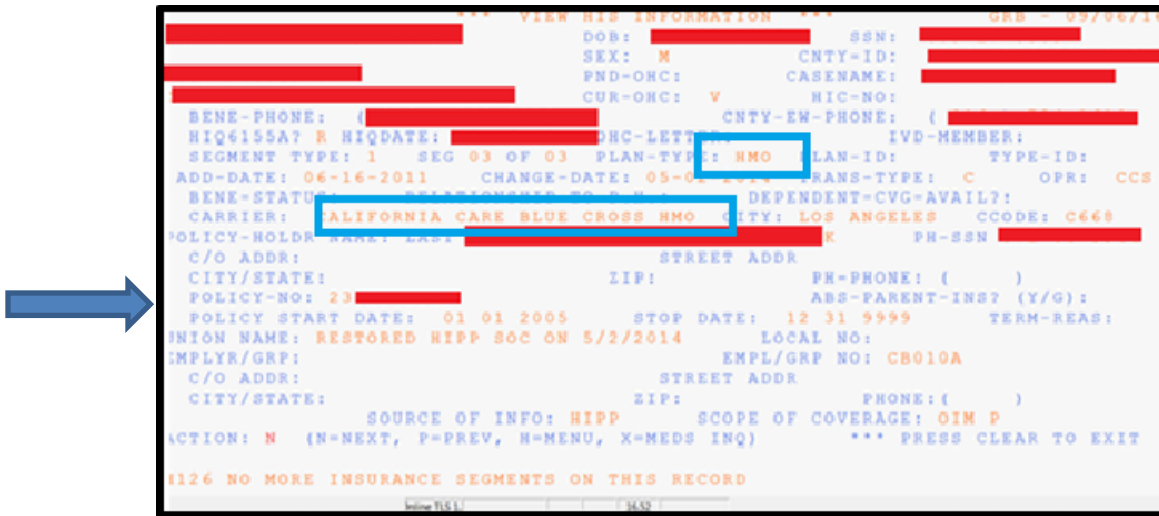 *** VIEW HIS INFORMATION *** GRB - 09/06/16
DOB: SSN:
SEX: M CNTY-ID:
PND-OHC: CASENAME:
CUR-OHC: V HIC-NO:
BENE-PHONE: ( CNTY-EW-PHONE: (
HIQ6155A? R HIQDATE: OHC-LETTER: IVD-MEMBER:
SEGMENT TYPE: 1 SEG 03 OF 03 PLAN-TYPE: HMO PLAN-ID: TYPE-ID:
ADD-DATE: 06-16-2011 CHANGE-DATE: TRANS-TYPE: C OPR: CCS
BENE-STATUS: DEPENDENT=CVG=AVAIL?:
CARRIER: CALIFORNIA CARE BLUE CROSS HMO CITY: LOS ANGELES CCODE: C668
POLICY-HOLDR NAME: LAST K PH-SSN
C/O ADDR: STREET ADDR
CITY/STATE: ZIP: PH=PHONE: ( )
POLICY-NO: 23 ABS-PARENT-INS? (Y/G):
POLICY START DATE: 01 01 2005 STOP DATE: 12 31 9999 TERM-REAS:
UNION NAME: RESTORED HIPP SOC ON 5/2/2014 LOCAL NO:
EMPLYR/GRP: EMPL/GRP NO: CB010A
C/O ADDR: STREET ADDR
CITY/STATE: ZIP: PHONE: ( )
SOURCE OF INFO: HIPP SCOPE OF COVERAGE: OIM P
ACTION: N (N=NEXT, P=PREV, H=MENU, X=MEDS INQ) *** PRESS CLEAR TO EXIT
NO MORE INSURANCE SEGMENTS ON THIS RECORD